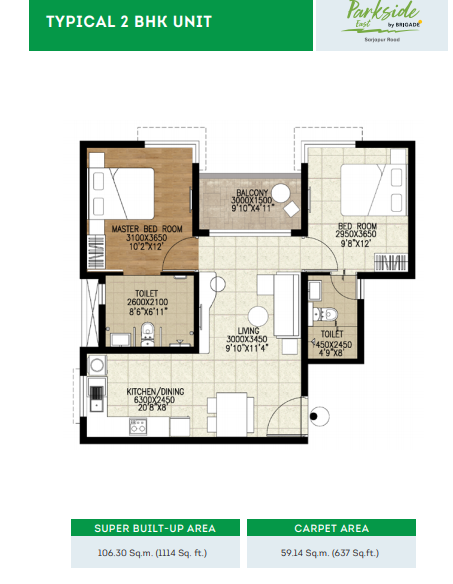 TYPICAL 2 BHK UNIT
Parkside
East by BRIGADE
Sarjapur Road
BALCONY
3000X1500
9'10"X4'11"
MASTER BED ROOM
3100X3650
10'2"X12'
BED ROOM
2950X3650
9'8"X12'
TOILET
2600X2100
8'6"X6'11"
LIVING
3000X3450
9'10"X11'4"
TOILET
1450X2450
4'9"X8'
KITCHEN/DINING
6300X2450
20'8"X8'
SUPER BUILT-UP AREA
106.30 Sq.m. (1114 Sq. ft.)
CARPET AREA
59.14 Sq.m. (637 Sq.ft.)